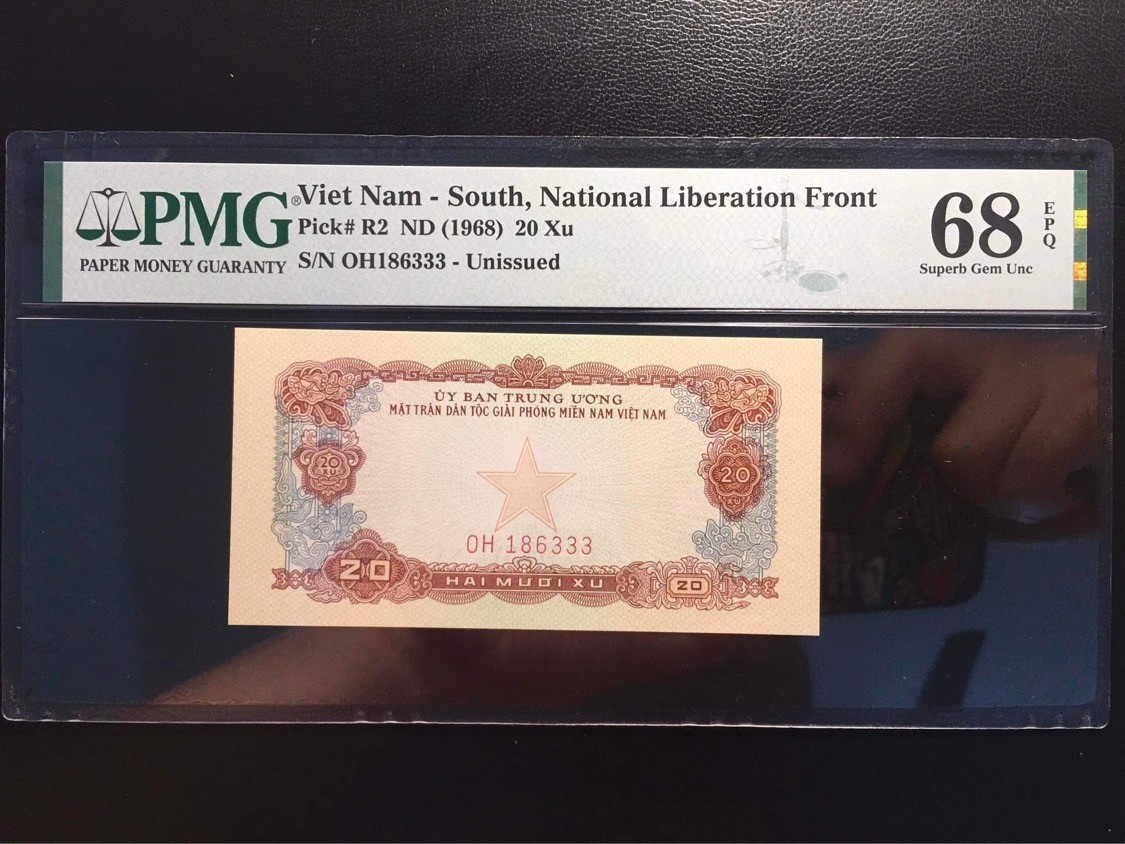 PMG®
PAPER MONEY GUARANTY
Viet Nam - South, National Liberation Front
Pick# R2 ND (1968) 20 Xu
S/N OH186333 - Unissued
68
EPQ
Superb Gem Unc
ỦY BAN TRUNG ƯƠNG
MẶT TRẬN DÂN TỘC GIẢI PHÓNG MIỀN NAM VIỆT NAM
20
XU
20
XU
OH 186333
20
HAI MƯƠI XU
20